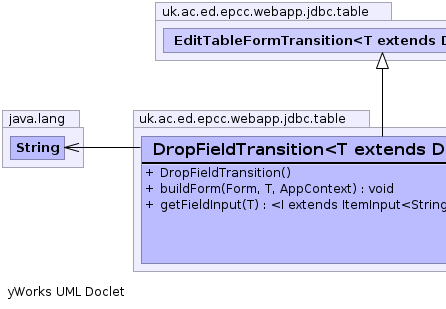 uk.ac.ed.epcc.webapp.jdbc.table
EditTableFormTransition<T extends D
java.lang
String
uk.ac.ed.epcc.webapp.jdbc.table
DropFieldTransition<T extends D
+ DropFieldTransition()
+ buildForm(Form, T, AppContext) : void
+ getFieldInput(T) : <I extends ItemInput<String
yWorks UML Doclet